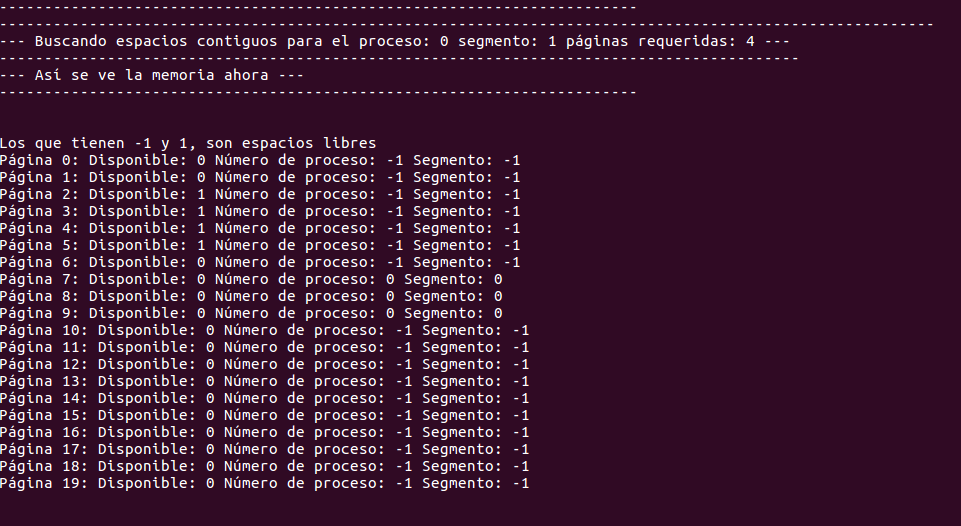 -----------------------------------------------------------------------
--------------------------------------------------------------------------------------------------------
--- Buscando espacios contiguos para el proceso: 0 segmento: 1 páginas requeridas: 4 ---
-----------------------------------------------------------------------------------------
--- Así se ve la memoria ahora ---
-----------------------------------------------------------------------
Los que tienen -1 y 1, son espacios libres
Página 0: Disponible: 0 Número de proceso: -1 Segmento: -1
Página 1: Disponible: 0 Número de proceso: -1 Segmento: -1
Página 2: Disponible: 1 Número de proceso: -1 Segmento: -1
Página 3: Disponible: 1 Número de proceso: -1 Segmento: -1
Página 4: Disponible: 1 Número de proceso: -1 Segmento: -1
Página 5: Disponible: 1 Número de proceso: -1 Segmento: -1
Página 6: Disponible: 0 Número de proceso: -1 Segmento: -1
Página 7: Disponible: 0 Número de proceso: 0 Segmento: 0
Página 8: Disponible: 0 Número de proceso: 0 Segmento: 0
Página 9: Disponible: 0 Número de proceso: 0 Segmento: 0
Página 10: Disponible: 0 Número de proceso: -1 Segmento: -1
Página 11: Disponible: 0 Número de proceso: -1 Segmento: -1
Página 12: Disponible: 0 Número de proceso: -1 Segmento: -1
Página 13: Disponible: 0 Número de proceso: -1 Segmento: -1
Página 14: Disponible: 0 Número de proceso: -1 Segmento: -1
Página 15: Disponible: 0 Número de proceso: -1 Segmento: -1
Página 16: Disponible: 0 Número de proceso: -1 Segmento: -1
Página 17: Disponible: 0 Número de proceso: -1 Segmento: -1
Página 18: Disponible: 0 Número de proceso: -1 Segmento: -1
Página 19: Disponible: 0 Número de proceso: -1 Segmento: -1